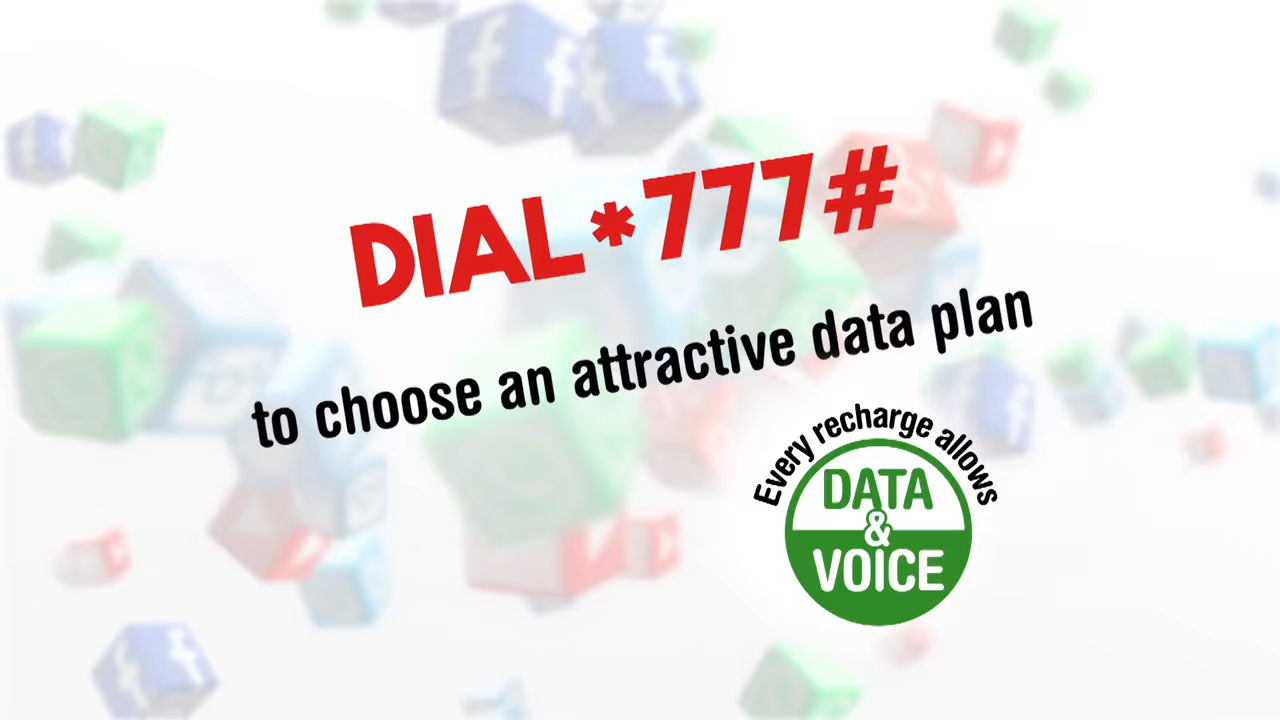 DIAL *777#
to choose an attractive data plan
Every recharge allows
DATA
&
VOICE